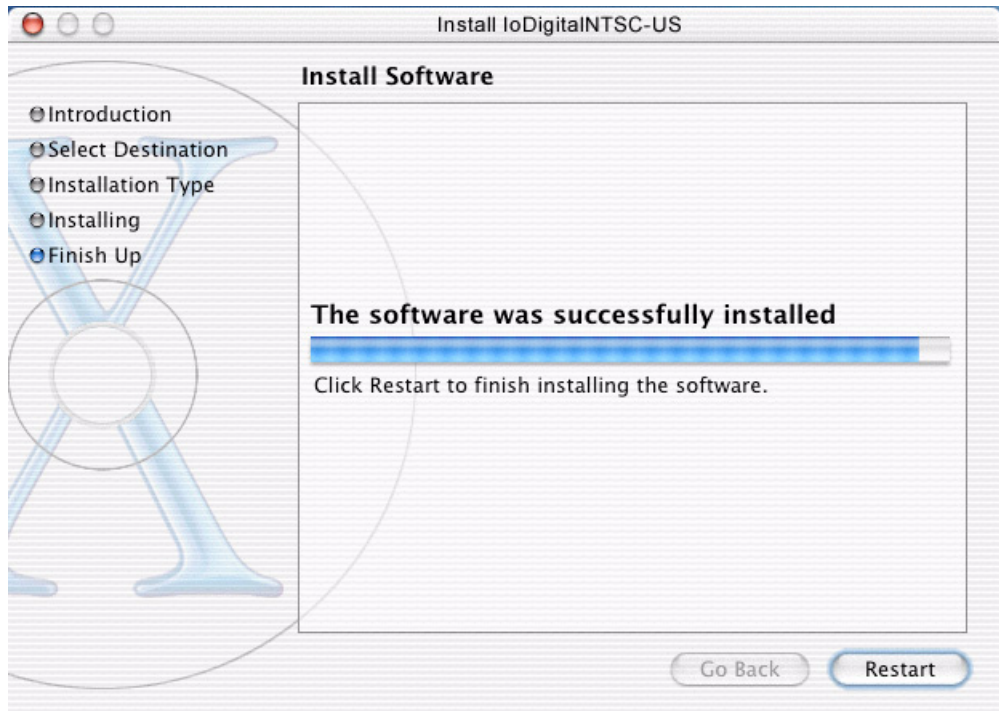 Install IoDigitalNTSC-US
Install Software
Introduction
Select Destination
Installation Type
Installing
Finish Up
The software was successfully installed
Click Restart to finish installing the software.
Go Back
Restart